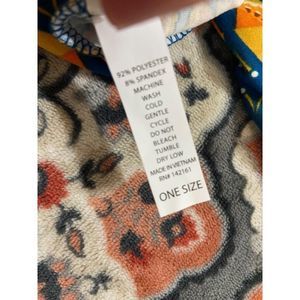 92% POLYESTER
8% SPANDEX
MACHINE
WASH
COLD
GENTLE
CYCLE
DO NOT
BLEACH
TUMBLE
DRY LOW
MADE IN VIETNAM
RN# 142161
ONE SIZE